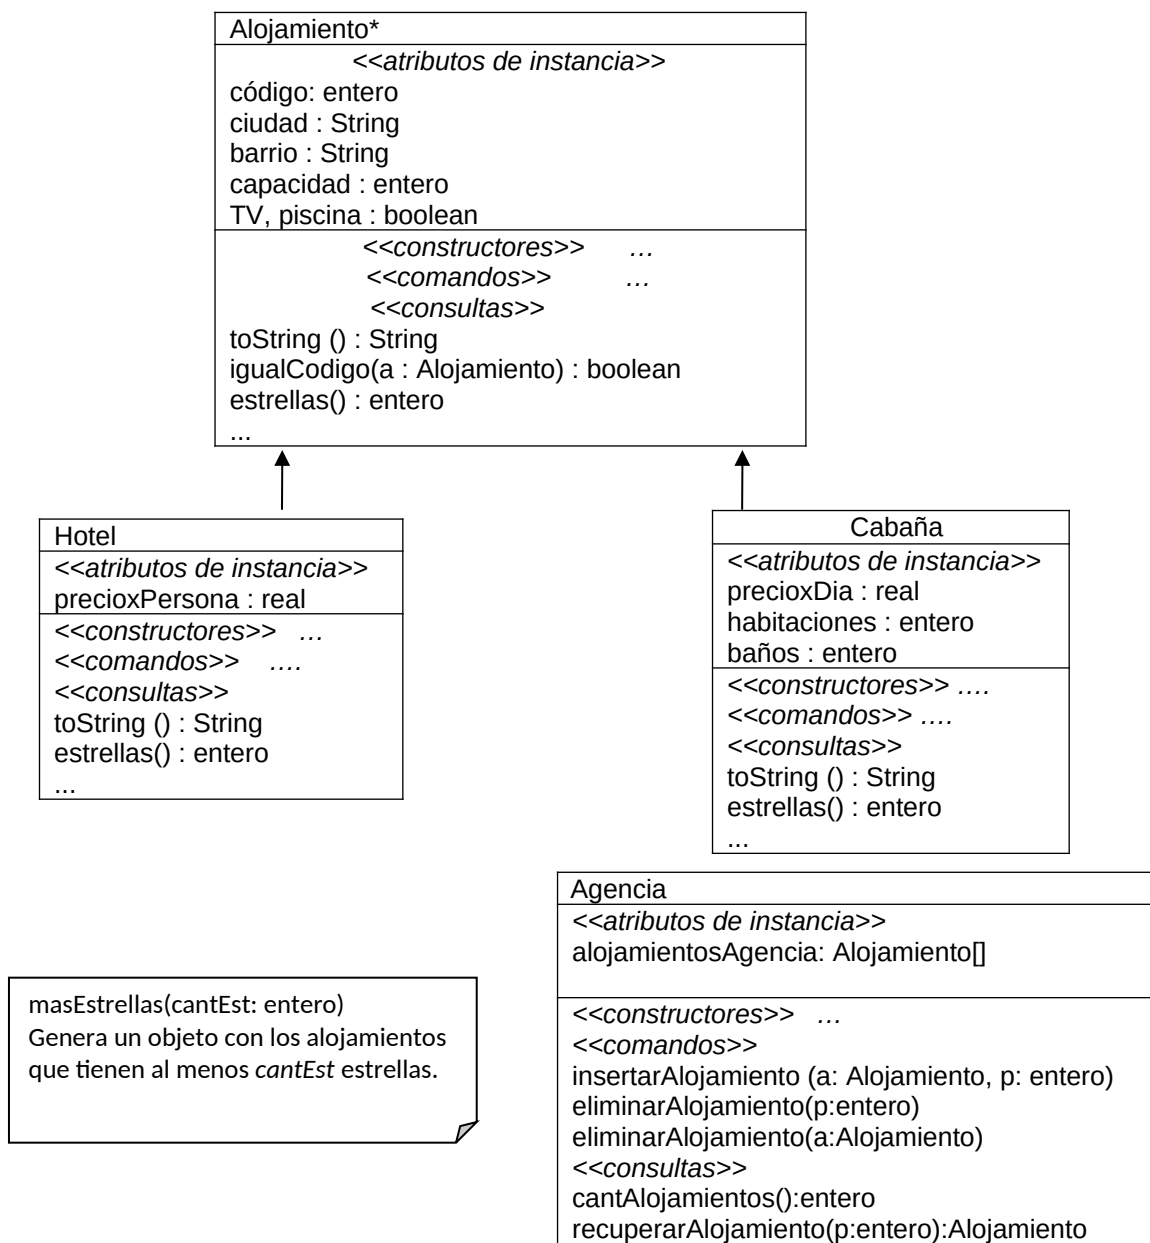 Alojamiento*
<<atributos de instancia>>
código: entero
ciudad : String
barrio : String
capacidad : entero
TV, piscina : boolean
<<constructores>> …
<<comandos>> …
<<consultas>>
toString () : String
igualCodigo(a : Alojamiento) : boolean
estrellas() : entero
...
Hotel
<<atributos de instancia>>
precioxPersona : real
<<constructores>> …
<<comandos>> ….
<<consultas>>
toString () : String
estrellas() : entero
...
Cabaña
<<atributos de instancia>>
precioxDia : real
habitaciones : entero
baños : entero
<<constructores>> ….
<<comandos>> ….
<<consultas>>
toString () : String
estrellas() : entero
...
Agencia
<<atributos de instancia>>
alojamientosAgencia: Alojamiento[]
<<constructores>> …
<<comandos>>
insertarAlojamiento (a: Alojamiento, p: entero)
eliminarAlojamiento(p:entero)
eliminarAlojamiento(a:Alojamiento)
<<consultas>>
cantAlojamientos():entero
recuperarAlojamiento(p:entero):Alojamiento
masEstrellas(cantEst: entero)
Genera un objeto con los alojamientos
que tienen al menos cantEst estrellas.